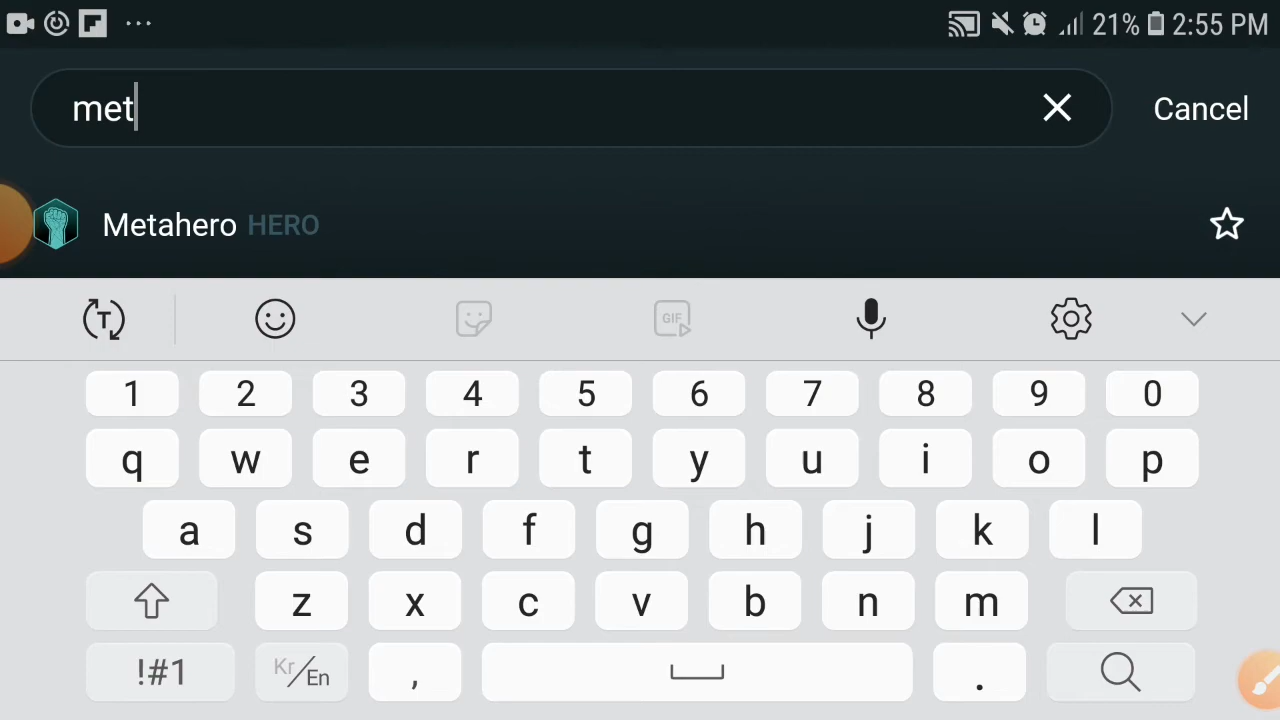 ... 21% 2:55 PM
met Cancel
Metahero HERO
T GIF
1 2 3 4 5 6 7 8 9 0
q w e r t y u i o p
a s d f g h j k l
z x c v b n m
!#1 Kr/En , .